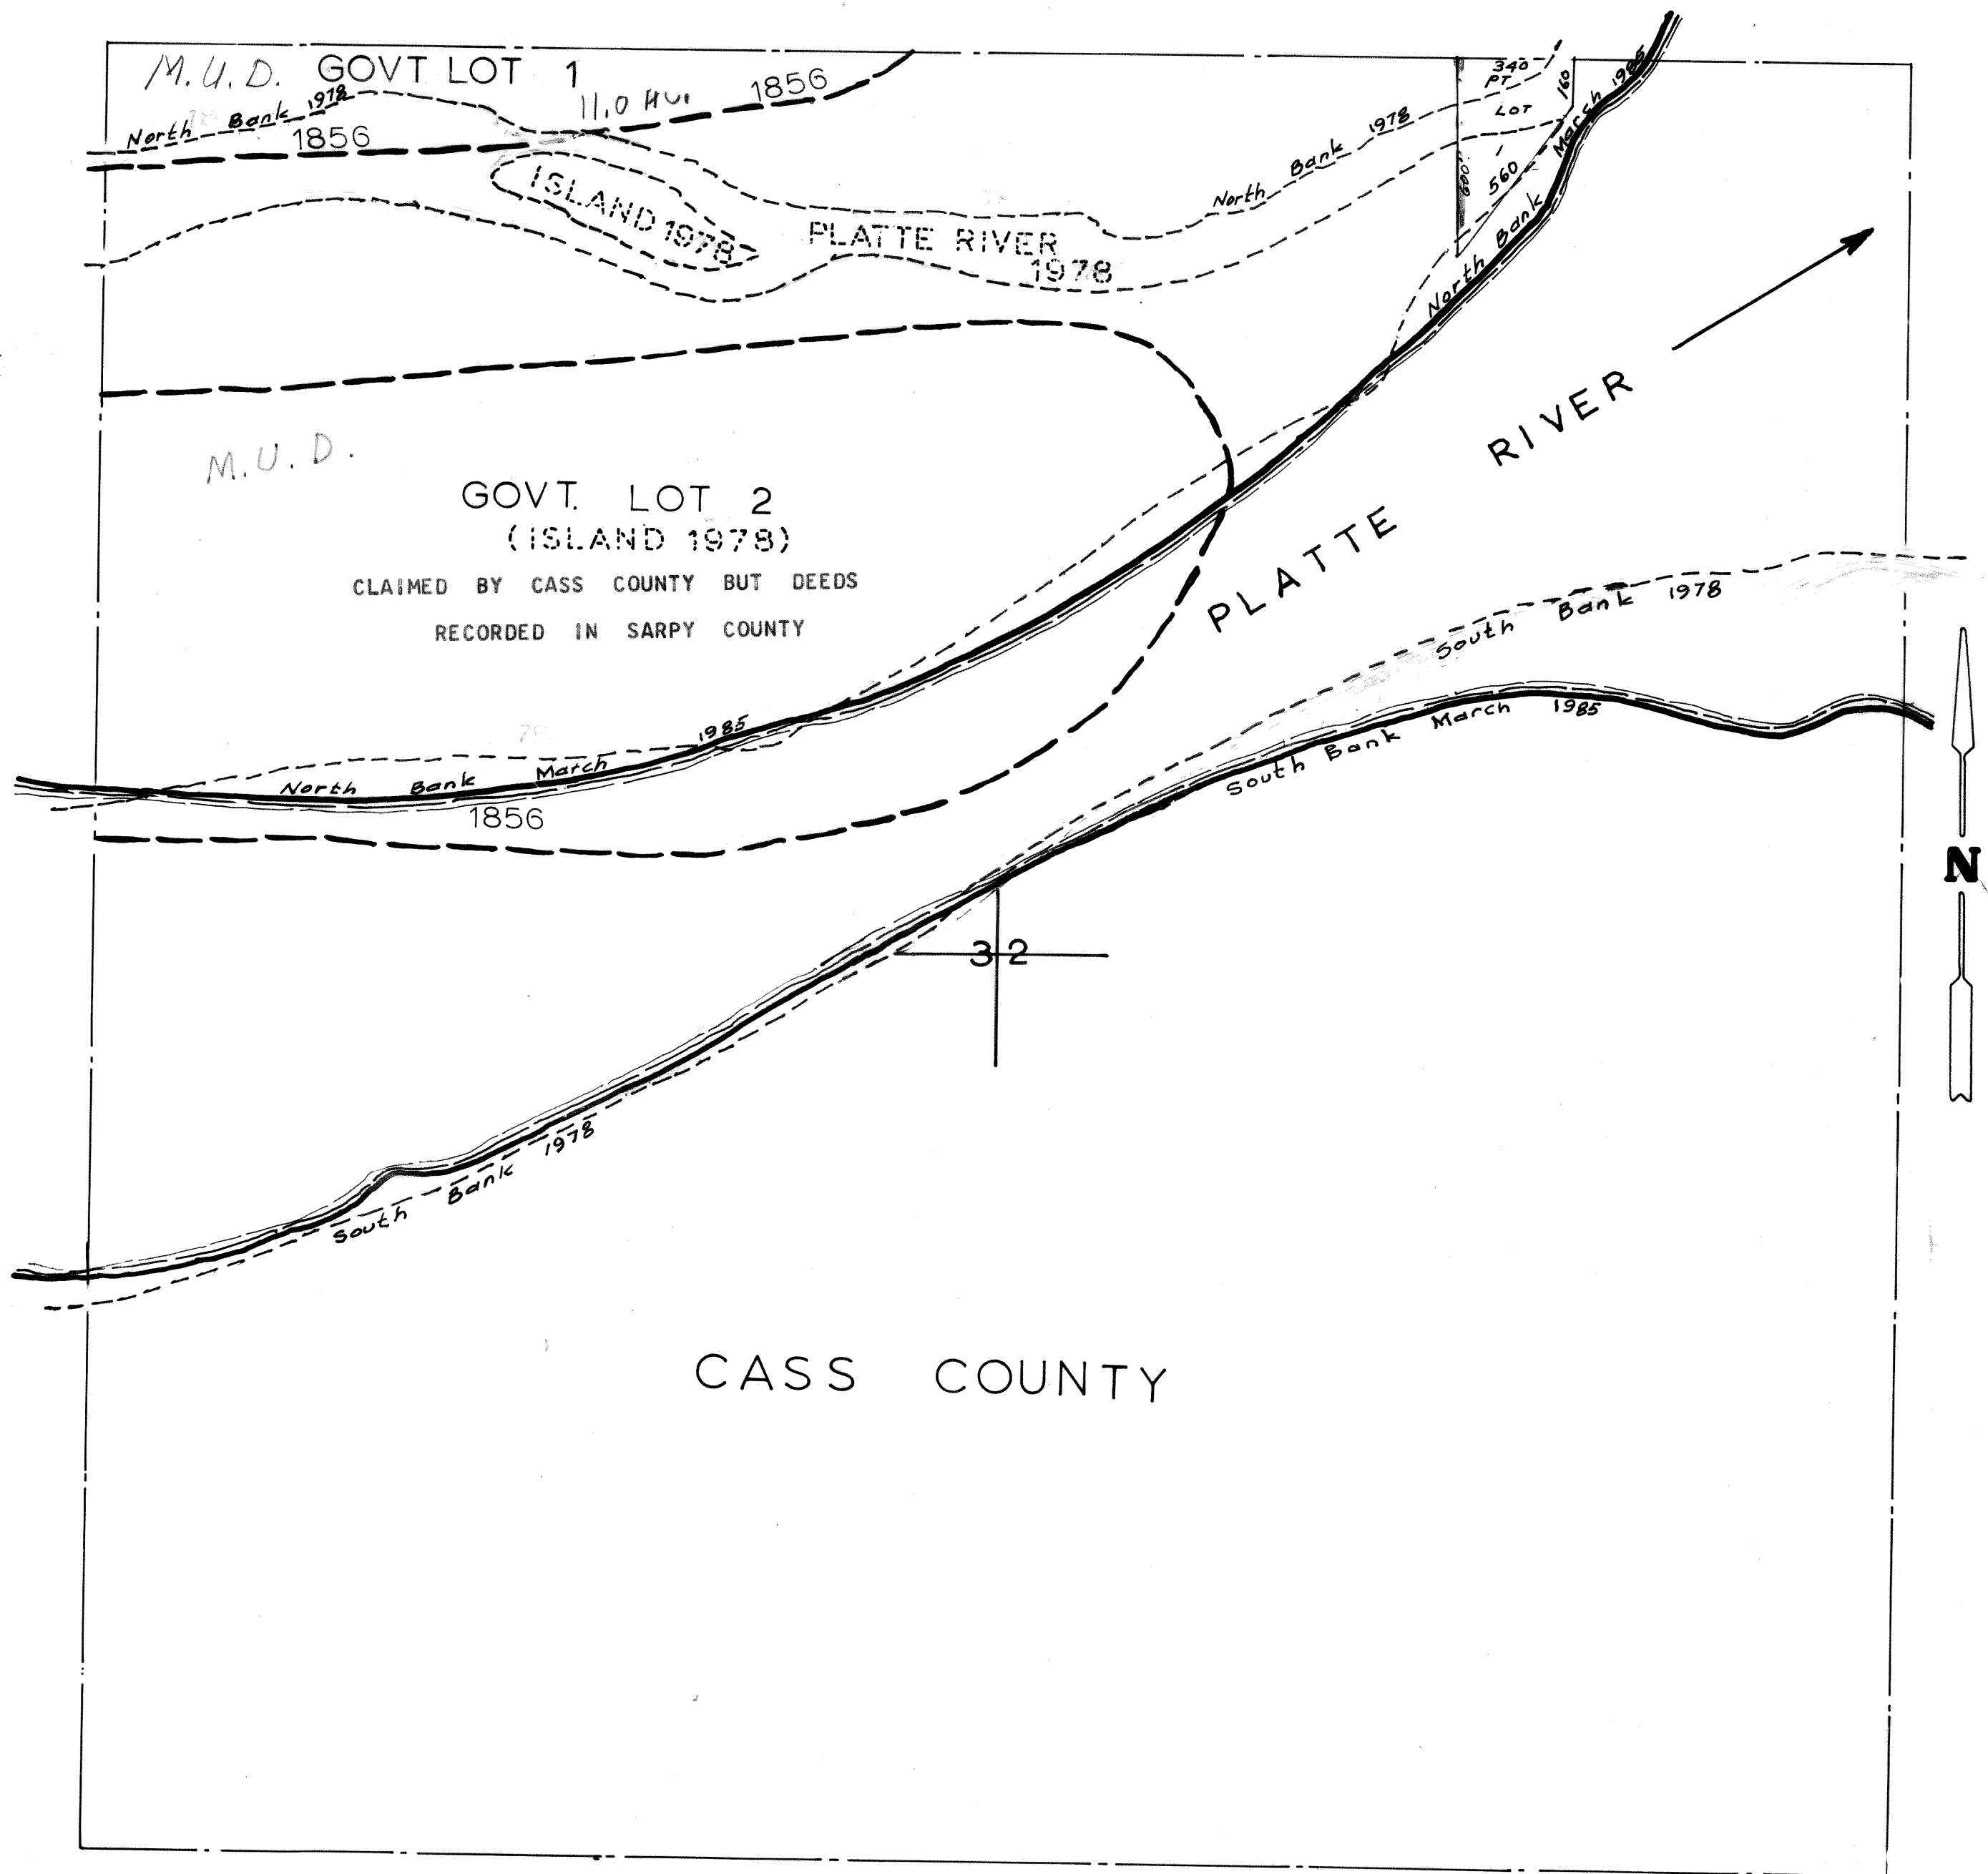 M.U.D. GOVT LOT 1
North Bank 1978
11.0
1856
1856
ISLAND 1978
PLATTE RIVER
1978
North Bank 1978
340
PT
LOT
1
160
600
560
North Bank March 1985
M.U.D.
GOVT. LOT 2
(ISLAND 1978)
CLAIMED BY CASS COUNTY BUT DEEDS
RECORDED IN SARPY COUNTY
PLATTE RIVER
South Bank 1978
North Bank March 1985
1856
South Bank March 1985
N
32
South Bank 1978
CASS COUNTY